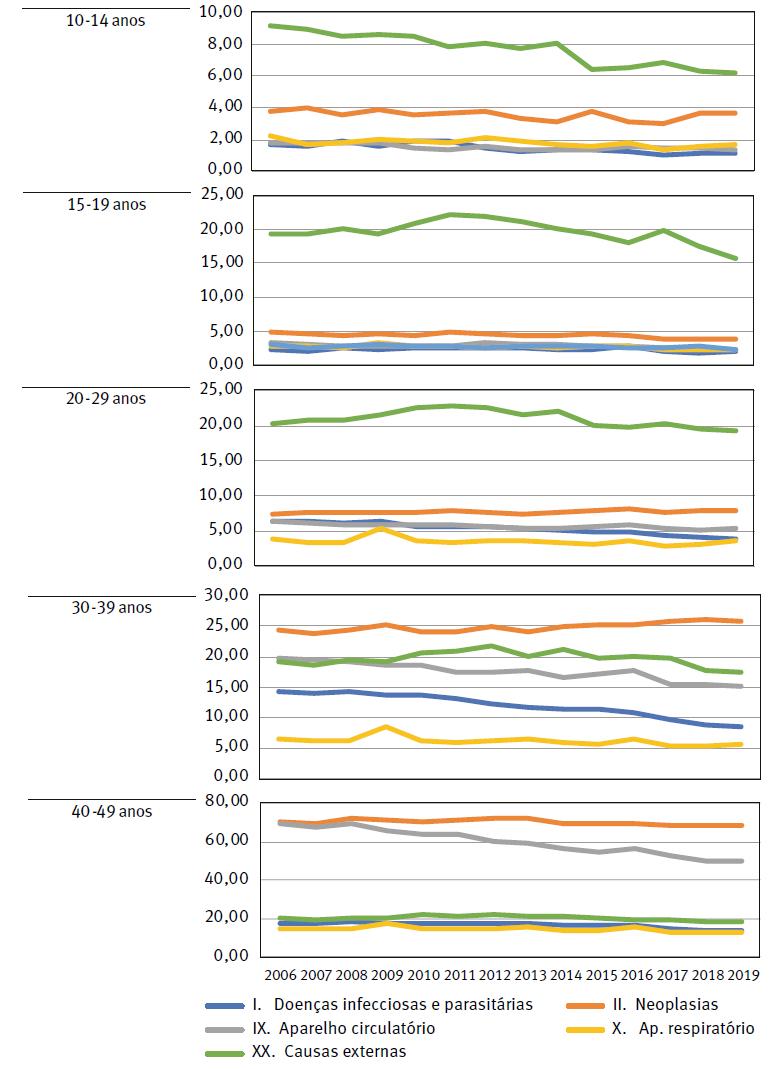 10-14 anos
10,00
8,00
6,00
4,00
2,00
0,00
15-19 anos
25,00
20,00
15,00
10,00
5,00
0,00
20-29 anos
25,00
20,00
15,00
10,00
5,00
0,00
30-39 anos
30,00
25,00
20,00
15,00
10,00
5,00
0,00
40-49 anos
80,00
60,00
40,00
20,00
0,00
2006 2007 2008 2009 2010 2011 2012 2013 2014 2015 2016 2017 2018 2019
I. Doenças infecciosas e parasitárias
II. Neoplasias
IX. Aparelho circulatório
X. Ap. respiratório
XX. Causas externas